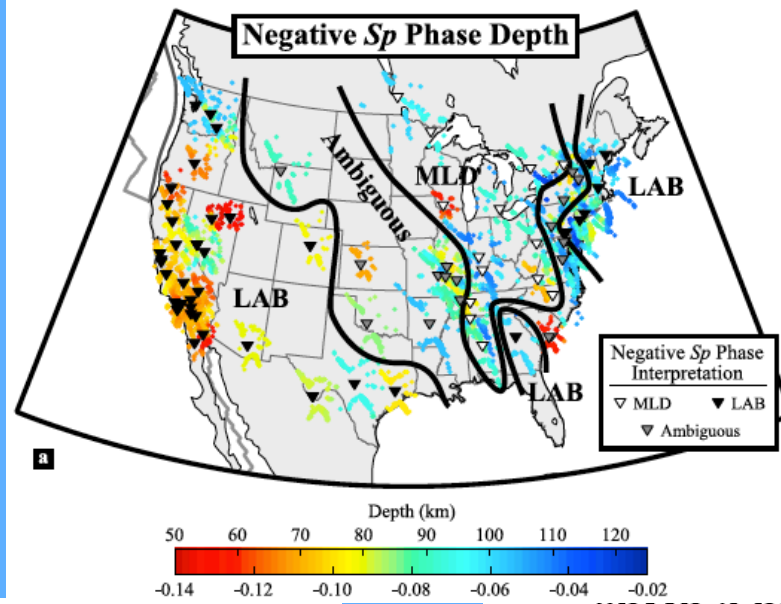 Negative Sp Phase Depth
Ambiguous
MLD
LAB
LAB
LAB
Negative Sp Phase
Interpretation
MLD LAB
Ambiguous
a
Depth (km)
50 60 70 80 90 100 110 120
-0.14 -0.12 -0.10 -0.08 -0.06 -0.04 -0.02